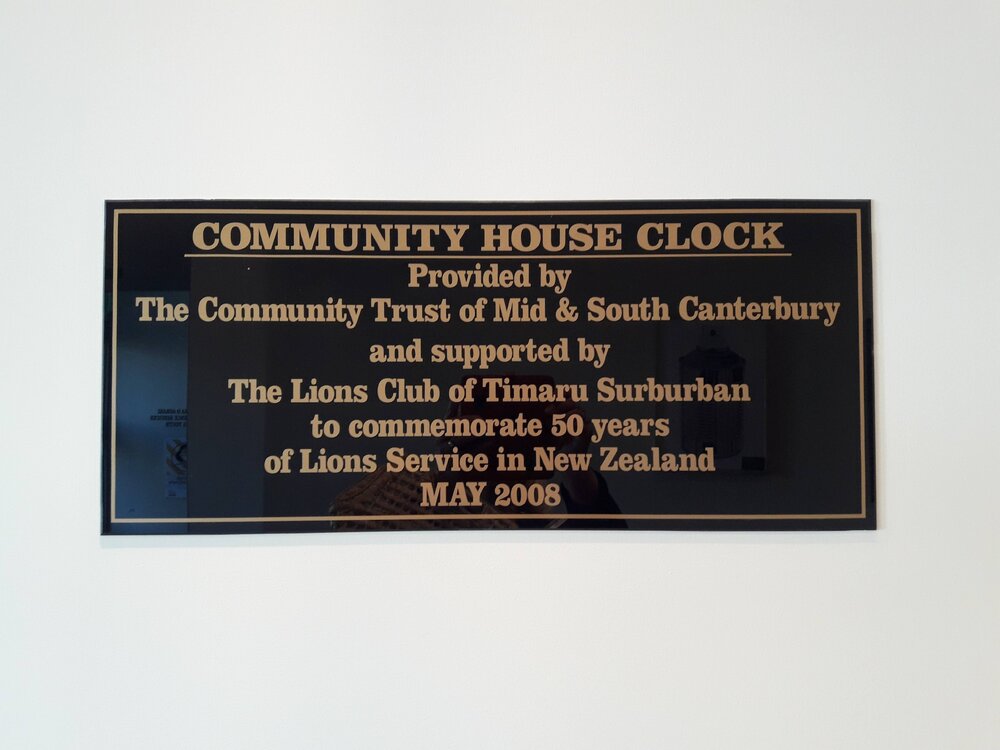 COMMUNITY HOUSE CLOCK
Provided by
The Community Trust of Mid & South Canterbury
and supported by
The Lions Club of Timaru Surburban
to commemorate 50 years
of Lions Service in New Zealand
MAY 2008